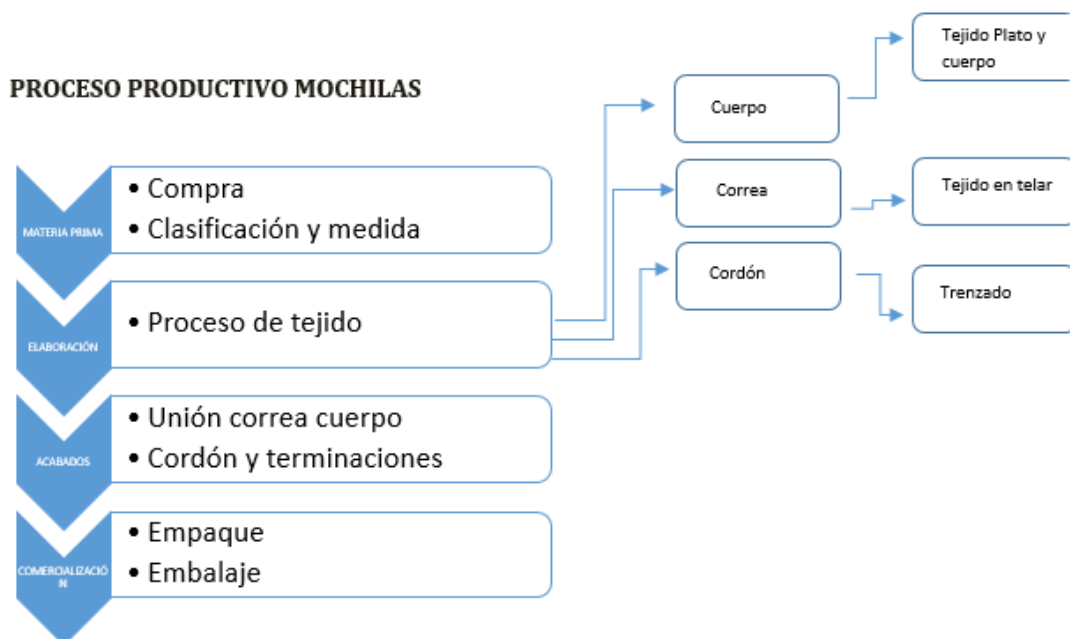 PROCESO PRODUCTIVO MOCHILAS
MATERIA PRIMA
• Compra
• Clasificación y medida
ELABORACIÓN
• Proceso de tejido
Cuerpo
Tejido Plato y
cuerpo
Correa
Tejido en telar
Cordón
Trenzado
ACABADOS
• Unión correa cuerpo
• Cordón y terminaciones
COMERCIALIZACIÓ
N
• Empaque
• Embalaje